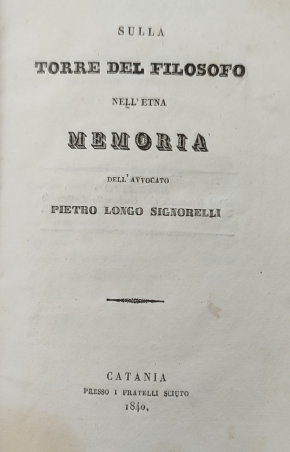 SULLA
TORRE DEL FILOSOFO
NELL'ETNA
MEMORIA
DELL'AVVOCATO
PIETRO LONGO SIGNORELLI
CATANIA
PRESSO I FRATELLI SCIUTO
1840.